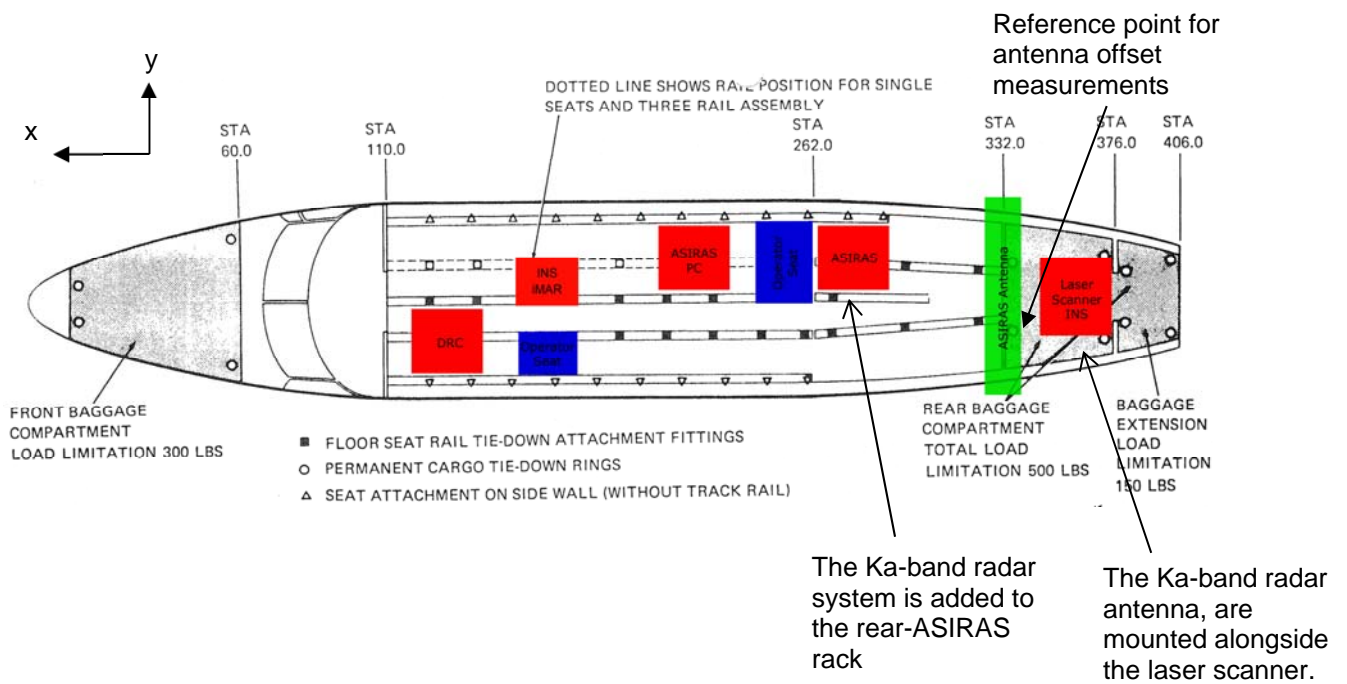 Reference point for
antenna offset
measurements
y
x
DOTTED LINE SHOWS RAIL POSITION FOR SINGLE
SEATS AND THREE RAIL ASSEMBLY
STA
60.0
STA
110.0
STA
262.0
STA
332.0
STA
376.0
STA
406.0
ASIRAS
PC
Operator
Seat
ASIRAS
INS
iMAR
DRC
Operator
Seat
ASIRAS Antenna
Laser
Scanner
INS
FRONT BAGGAGE
COMPARTMENT
LOAD LIMITATION 300 LBS
FLOOR SEAT RAIL TIE-DOWN ATTACHMENT FITTINGS
PERMANENT CARGO TIE-DOWN RINGS
SEAT ATTACHMENT ON SIDE WALL (WITHOUT TRACK RAIL)
REAR BAGGAGE
COMPARTMENT
TOTAL LOAD
LIMITATION 500 LBS
BAGGAGE
EXTENSION
LOAD
LIMITATION
150 LBS
The Ka-band radar
system is added to
the rear-ASIRAS
rack
The Ka-band radar
antenna, are
mounted alongside
the laser scanner.